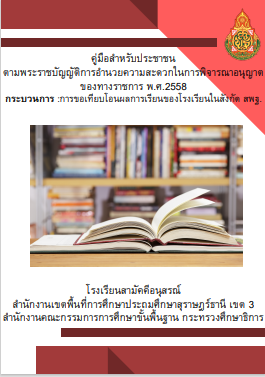 คู่มือสำหรับประชาชน
ตามพระราชบัญญัติการอำนวยความสะดวกในการพิจารณาอนุญาต
ของทางราชการ พ.ศ.2558
กระบวนการ :การขอเทียบโอนผลการเรียนของโรงเรียนในสังกัด สพฐ.
โรงเรียนสามัคคีอนุสรณ์
สำนักงานเขตพื้นที่การศึกษาประถมศึกษาสุราษฎร์ธานี เขต 3
สำนักงานคณะกรรมการการศึกษาขั้นพื้นฐาน กระทรวงศึกษาธิการ